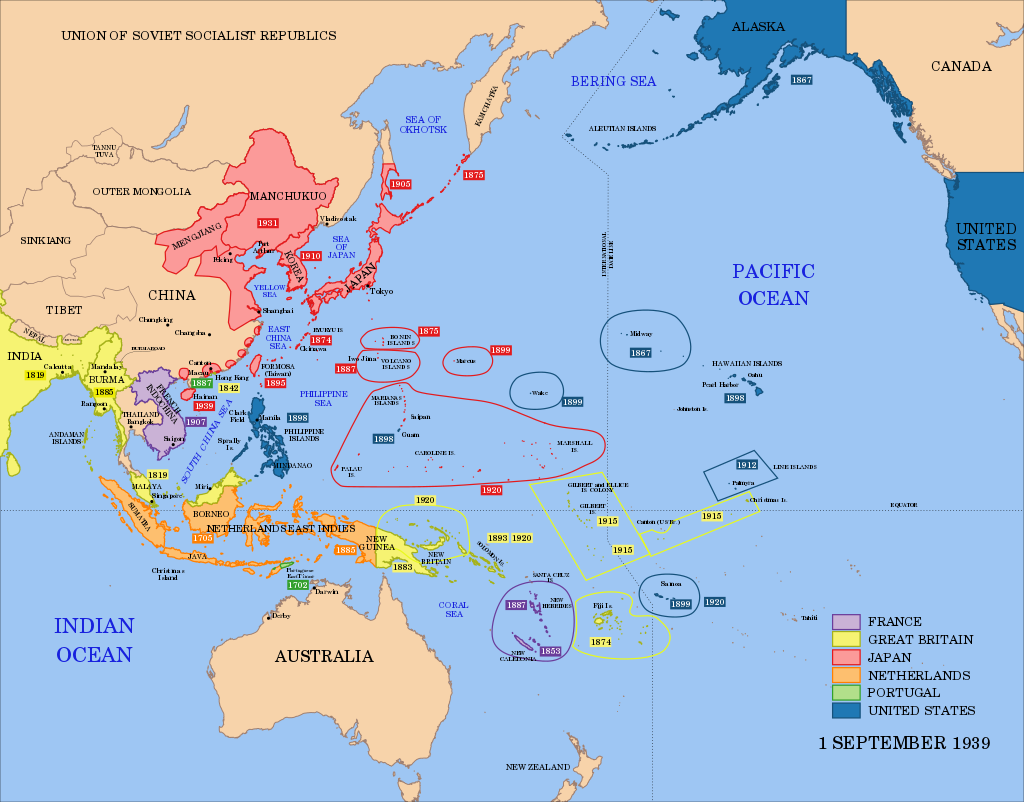 UNION OF SOVIET SOCIALIST REPUBLICS
ALASKA
CANADA
BERING SEA
1867
KAMCHATKA
SEA OF
OKHOTSK
ALEUTIAN ISLANDS
TANNU
TUVA
OUTER MONGOLIA
1875
1905
MANCHUKUO
1931
Vladivostok
MENGJIANG
SINKIANG
Port
Arthur
Peking
KOREA
1910
SEA
OF
JAPAN
JAPAN
Tokyo
INTERNATIONAL
DATE LINE
UNITED
STATES
PACIFIC
OCEAN
YELLOW
SEA
CHINA
TIBET
Shanghai
Chungking
Changsha
EAST
CHINA
SEA
RYUKYU IS
1874
Okinawa
BONIN
ISLANDS
1875
Iwo Jima
1887
VOLCANO
ISLANDS
Marcus
1899
Midway
1867
NEPAL
BURMA ROAD
INDIA
1819
Calcutta
Mandalay
BURMA
1885
Rangoon
Canton
Macau
1887
Hong Kong
1842
Hainan
1939
FORMOSA
(Taiwan)
1895
HAWAIIAN ISLANDS
Oahu
Pearl Harbor
1898
Johnston Is.
Wake
1899
PHILIPPINE
SEA
MARIANAS
ISLANDS
Saipan
Guam
1898
FRENCH
INDOCHINA
1907
Saigon
THAILAND
Bangkok
ANDAMAN
ISLANDS
SOUTH CHINA SEA
Clark
Field
Manila
1898
PHILIPPINE
ISLANDS
Spratly
Is.
MINDANAO
CAROLINE IS.
MARSHALL
IS.
PALAU
IS.
1920
1912
LINE ISLANDS
Palmyra
Christmas Is.
1819
MALAYA
Singapore
Miri
GILBERT AND ELLICE
IS COLONY
GILBERT
IS.
1915
1915
1915
EQUATOR
SUMATRA
BORNEO
1705
NETHERLANDS EAST INDIES
1885
JAVA
1920
NEW
GUINEA
1883
NEW
BRITAIN
SOLOMON IS
1893
1920
Christmas
Island
Portuguese
East Timor
1702
Darwin
Derby
SANTA CRUZ
IS
1887
NEW
HEBRIDES
NEW
CALEDONIA
1853
Fiji Is.
1874
Samoa
1899
1920
Tahiti
CORAL
SEA
INDIAN
OCEAN
AUSTRALIA
NEW ZEALAND
FRANCE
GREAT BRITAIN
JAPAN
NETHERLANDS
PORTUGAL
UNITED STATES
1 SEPTEMBER 1939